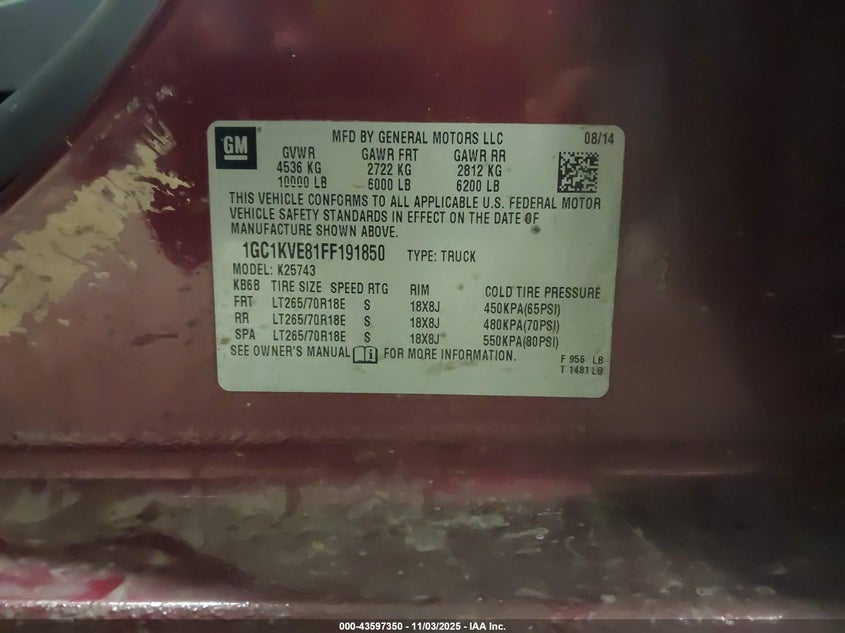 GM
MFD BY GENERAL MOTORS LLC 08/14
GVWR GAWR FRT GAWR RR
4536 KG 2722 KG 2812 KG
10000 LB 6000 LB 6200 LB
THIS VEHICLE CONFORMS TO ALL APPLICABLE U.S. FEDERAL MOTOR
VEHICLE SAFETY STANDARDS IN EFFECT ON THE DATE OF
MANUFACTURE SHOWN ABOVE.
1GC1KVE81FF191850 TYPE: TRUCK
MODEL: K25743
KB6B TIRE SIZE SPEED RTG RIM COLD TIRE PRESSURE
FRT LT265/70R18E S 18X8J 450KPA(65PSI)
RR LT265/70R18E S 18X8J 480KPA(70PSI)
SPA LT265/70R18E S 18X8J 550KPA(80PSI)
SEE OWNER'S MANUAL FOR MORE INFORMATION.
F 956 LB
T 1481 LB
000-43597350 — 11/03/2025 - IAA Inc.